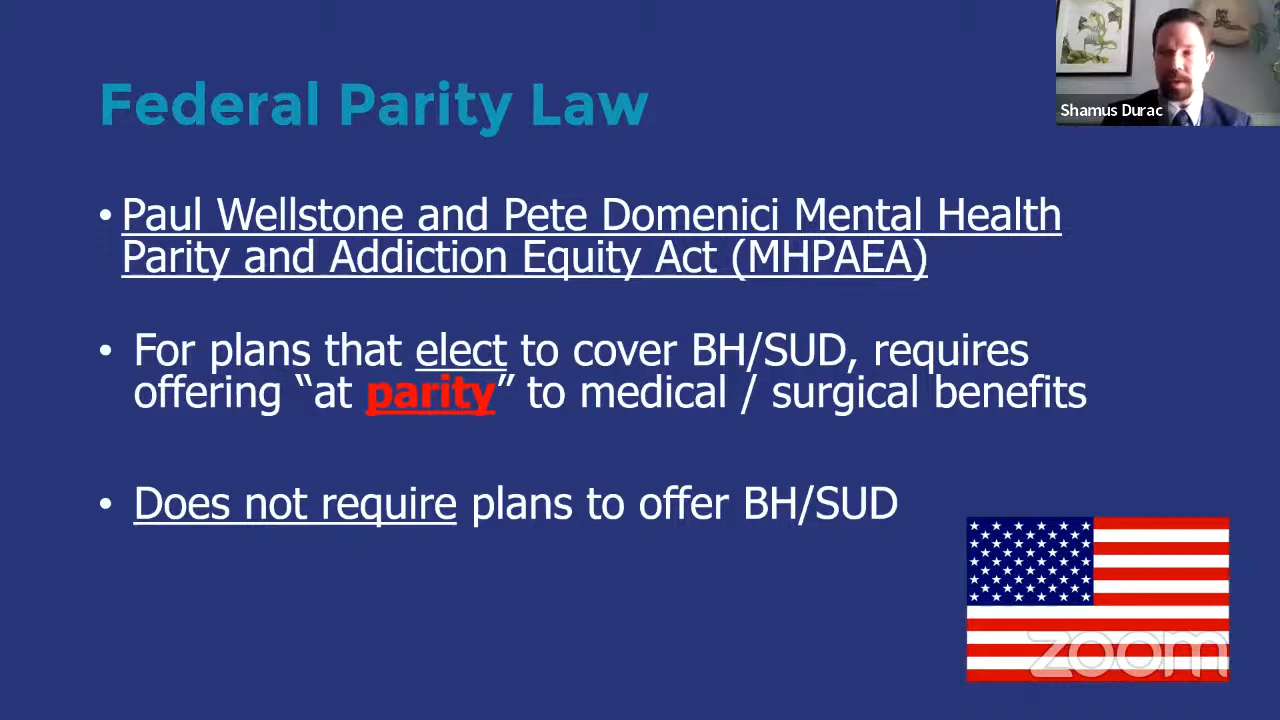 Shamus Durac
Federal Parity Law
• Paul Wellstone and Pete Domenici Mental Health
Parity and Addiction Equity Act (MHPAEA)
• For plans that elect to cover BH/SUD, requires
offering “at parity” to medical / surgical benefits
• Does not require plans to offer BH/SUD
zoom